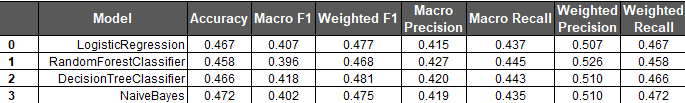 Model Accuracy Macro F1 Weighted F1 Macro Precision Macro Recall Weighted Precision Weighted Recall
0 LogisticRegression 0.467 0.407 0.477 0.415 0.437 0.507 0.467
1 RandomForestClassifier 0.458 0.396 0.468 0.427 0.445 0.526 0.458
2 DecisionTreeClassifier 0.466 0.418 0.481 0.420 0.443 0.510 0.466
3 NaiveBayes 0.472 0.402 0.475 0.419 0.435 0.510 0.472